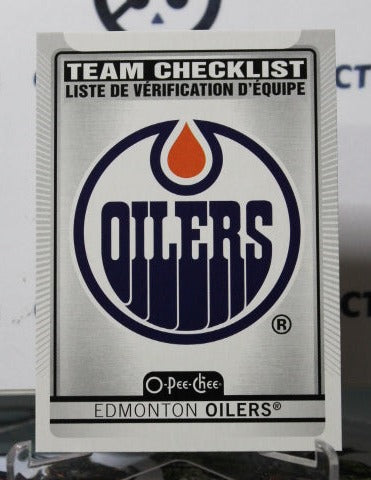 TEAM CHECKLIST
LISTE DE VÉRIFICATION D'ÉQUIPE
OILERS
®
O-Pee-Chee
EDMONTON OILERS®